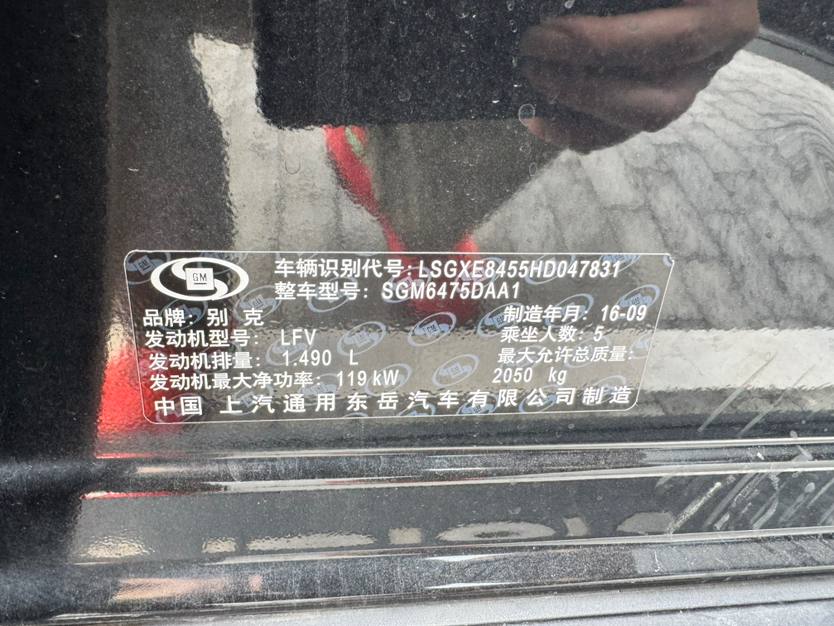 GM
车辆识别代号: LSGXE8455HD047831
整车型号: SGM6475DAA1
品牌: 别 克
制造年月: 16-09
发动机型号: LFV
乘坐人数: 5
发动机排量: 1.490 L
最大允许总质量:
发动机最大净功率: 119 kW
2050 kg
中国 上汽通用东岳汽车有限公司制造